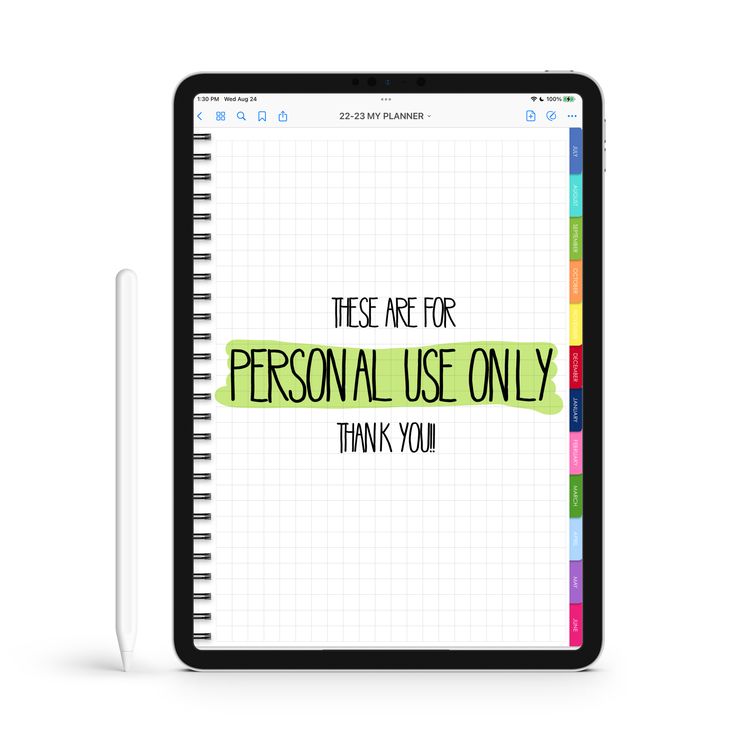 1:30 PM Wed Aug 24
100%
22-23 MY PLANNER
JULY
AUGUST
SEPTEMBER
OCTOBER
THESE ARE FOR
PERSONAL USE ONLY
THANK YOU!!
DECEMBER
JANUARY
FEBRUARY
MARCH
APRIL
MAY
JUNE